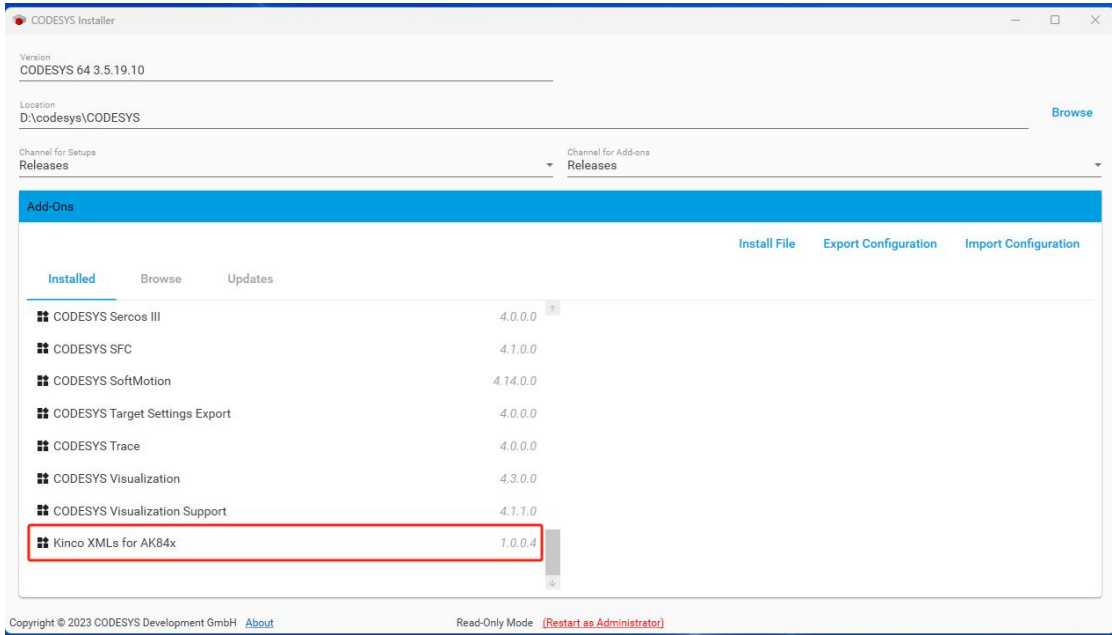 CODESYS Installer
Version
CODESYS 64 3.5.19.10
Location
D:\codesys\CODESYS
Browse
Channel for Setups Channel for Add-ons
Releases Releases
Add-Ons
Install File Export Configuration Import Configuration
Installed Browse Updates
CODESYS Sercos III 4.0.0.0
CODESYS SFC 4.1.0.0
CODESYS SoftMotion 4.14.0.0
CODESYS Target Settings Export 4.0.0.0
CODESYS Trace 4.0.0.0
CODESYS Visualization 4.3.0.0
CODESYS Visualization Support 4.1.1.0
Kinco XMLs for AK84x 1.0.0.4
Copyright © 2023 CODESYS Development GmbH About Read-Only Mode (Restart as Administrator)